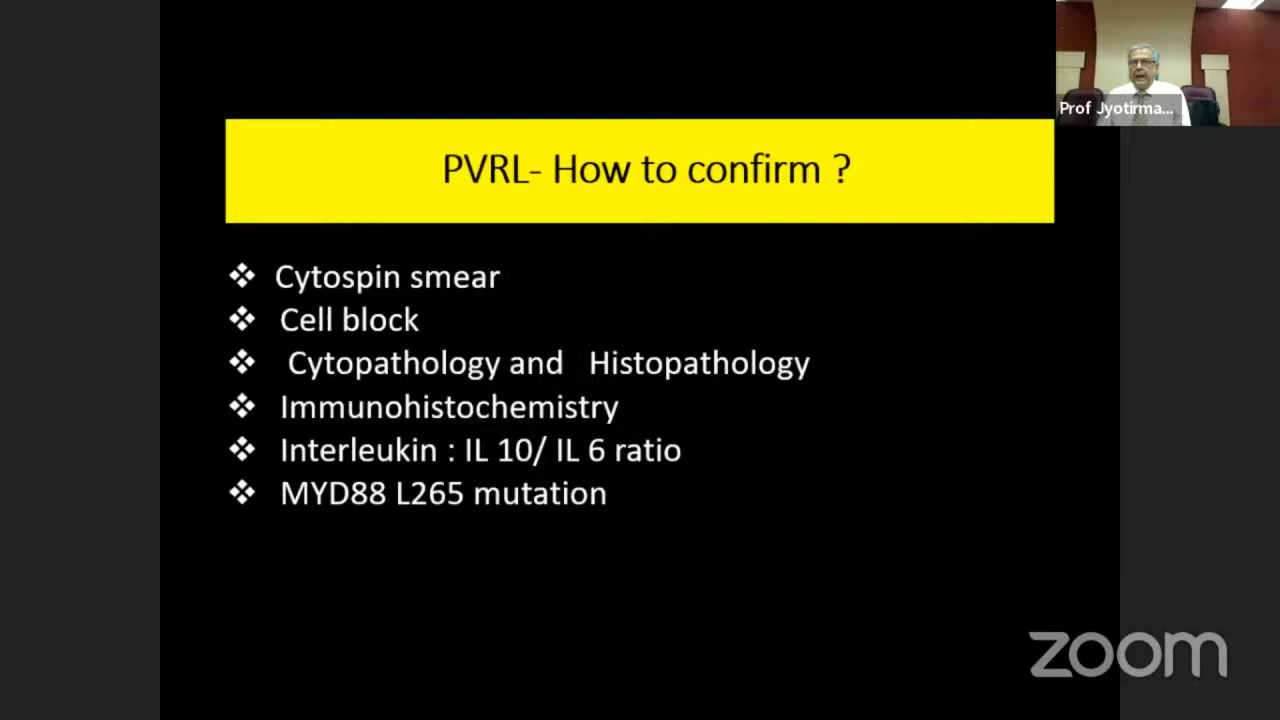 Prof Jyotirma...
PVRL- How to confirm ?
❖ Cytospin smear
❖ Cell block
❖ Cytopathology and Histopathology
❖ Immunohistochemistry
❖ Interleukin : IL 10/ IL 6 ratio
❖ MYD88 L265 mutation
zoom